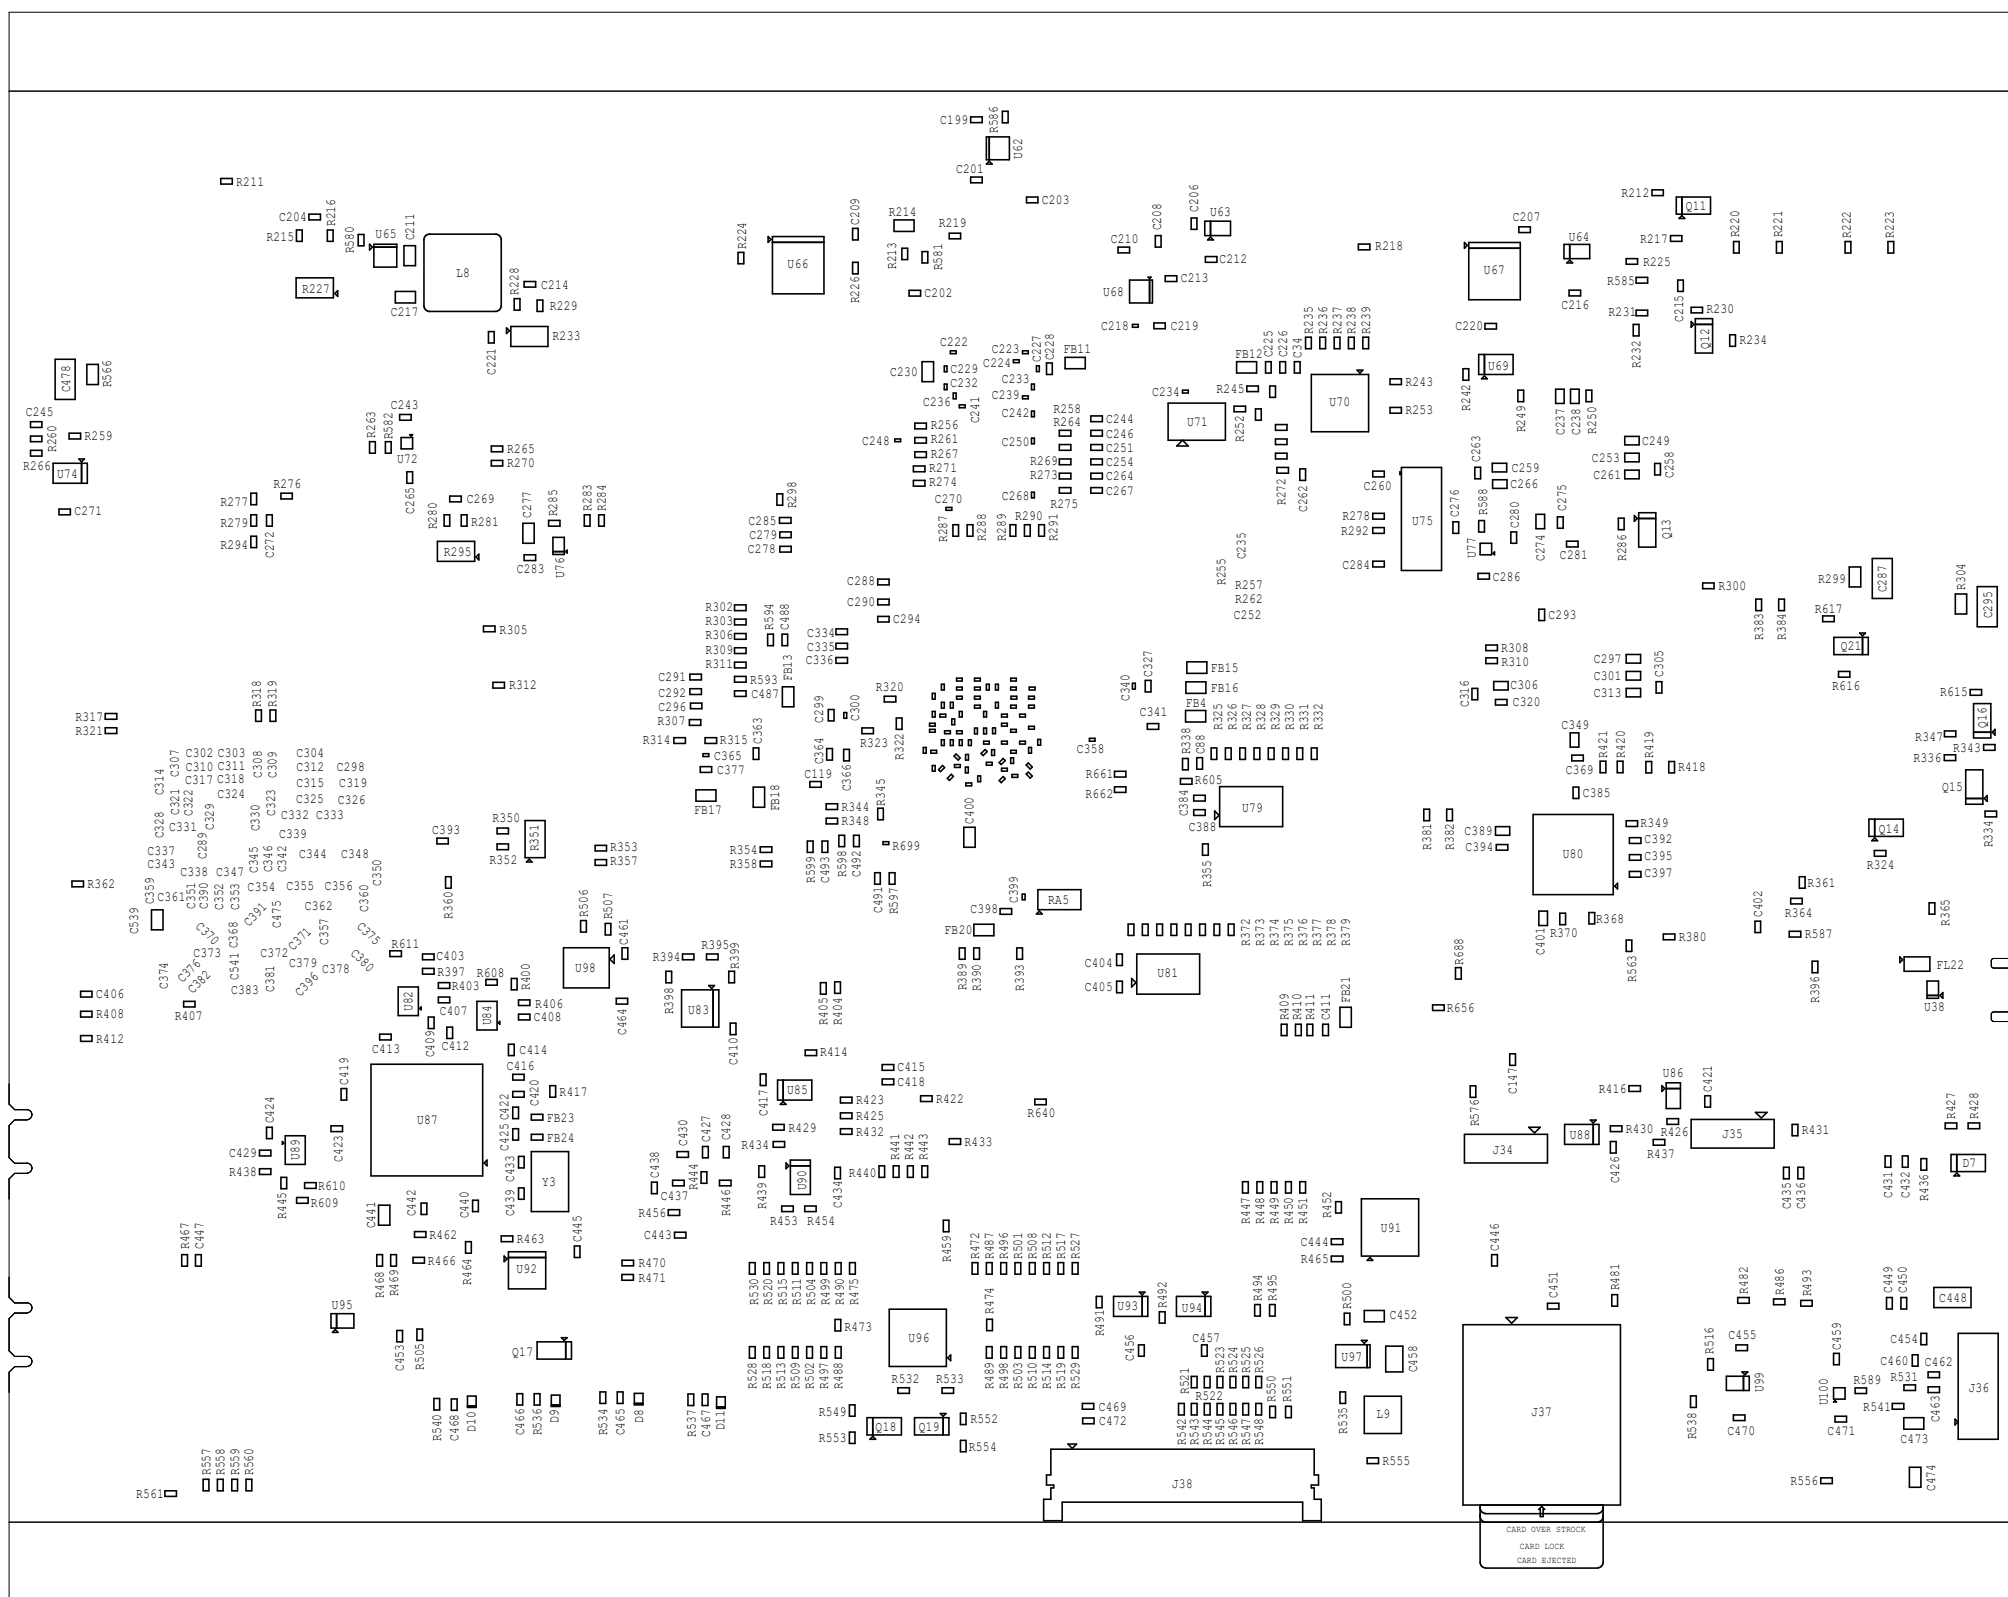 C199
R586
U62
C201
R211
C203
R212
Q11
C204
R216
R215
R580
U65
C211
L8
R224
U66
C209
R214
R219
R213
R581
R226
C202
C206
U63
C208
C210
C212
C213
U68
R218
C207
U67
U64
R217
R220
R221
R222
R223
R225
R585
C215
C216
R227
C217
R228
C214
R229
R233
C221
C218
C219
R235
R236
R237
R238
R239
C220
R231
R230
R232
Q12
R234
C478
R566
C222
C223
C224
C227
C228
FB11
C230
C229
C232
C233
C236
C241
C239
C242
FB12
C225
C226
C34
R245
C234
U71
R252
U70
R243
R253
R242
U69
R249
C237
C238
R250
C245
R260
R259
R266
U74
C271
R263
R582
C243
U72
C265
R265
R270
R256
R261
R267
R271
R274
C248
C250
R258
R264
R269
R273
R275
C244
C246
C251
C254
C264
C267
C268
C270
R272
C262
C260
U75
C263
C259
C266
C249
C253
C261
C258
R276
R277
R279
R294
C272
R280
C269
R281
C277
R285
R283
R284
R295
C283
U76
R298
C285
C279
C278
R287
R288
R289
R290
R291
R278
R292
C284
C276
R588
U77
C280
C274
C275
C281
C286
R286
Q13
C235
R255
R257
R262
C252
C288
C290
C294
R300
R299
C287
R304
C295
R383
R384
R617
Q21
R616
C293
R305
R302
R303
R306
R309
R311
R594
C488
C334
C335
C336
R593
C487
FB13
C291
C292
C296
R307
R312
R320
C299
C300
R323
R322
C340
C327
C341
FB15
FB16
FB4
R325
R326
R327
R328
R329
R330
R331
R332
R308
R310
C316
C306
C320
C297
C301
C313
C305
R615
Q16
R347
R343
R336
Q15
R334
R317
R321
R318
R319
R314
R315
C363
C365
C377
FB17
FB18
C364
C366
C119
R344
R348
R345
C358
R661
R662
R338
C88
R605
C384
C388
U79
R355
C349
C369
C385
R421
R420
R419
R418
C302
C303
C304
C310
C311
C312
C298
C317
C318
C315
C319
C324
C325
C326
C332
C333
C307
C308
C309
C314
C321
C322
C329
C330
C323
C328
C331
C339
C337
C289
C345
C346
C342
C344
C348
C343
C338
C347
C350
C359
C361
C351
C390
C352
C353
C354
C355
C356
C360
C362
C391
C475
C539
C370
C368
C371
C357
C375
C373
C372
C379
C378
C380
C374
C376
C382
C541
C381
C396
C383
C393
R350
R352
R351
R353
R357
R354
R358
R599
C493
R598
C492
C400
R699
C491
R597
R381
R382
C389
C394
U80
R349
C392
C395
C397
Q14
R324
R362
R360
R506
R507
C461
C399
C398
RA5
FB20
R372
R373
R374
R375
R376
R377
R378
R379
C401
R370
R368
C402
R361
R364
R365
R587
R380
R563
R688
R611
C403
R397
R403
R608
R400
U98
R394
R395
R399
R398
U83
R389
R390
R393
C404
C405
U81
R396
FL22
U38
C406
R408
R412
R407
U82
C407
U84
R406
C408
C464
C410
R405
R404
R409
R410
R411
C411
FB21
R656
C413
C409
C412
C414
R414
C147
C419
U87
C416
C420
R417
C422
FB23
C425
FB24
C417
U85
C415
C418
R423
R425
R432
R422
R640
R576
R416
U86
C421
R427
R428
C424
U89
C423
C429
R438
R445
R610
R609
C433
Y3
C439
C430
C427
C428
R434
R429
R433
J34
U88
R430
R426
C426
R437
J35
R431
C438
R444
R446
C437
R439
U90
C434
R440
R441
R442
R443
C435
C436
C431
C432
R436
D7
C441
C442
C440
R456
C443
R453
R454
R447
R448
R449
R450
R451
R452
U91
R467
C447
R462
R463
C445
R459
C444
R465
C446
R468
R469
R466
R464
U92
R470
R471
R530
R520
R515
R511
R504
R499
R490
R475
R472
R487
R496
R501
R508
R512
R517
R527
R491
U93
R492
U94
R494
R495
R500
C452
C451
R481
R482
R486
R493
C449
C450
C448
U95
R473
U96
R474
C453
R505
Q17
R528
R518
R513
R509
R502
R497
R488
R489
R498
R503
R510
R514
R519
R529
C456
C457
U97
C458
R516
C455
C459
C454
R532
R533
R521
R523
R524
R525
R526
R522
R550
R551
J37
C460
C462
R531
R589
U99
U100
J36
R540
C468
D10
C466
R536
D9
R534
C465
D8
R537
C467
D11
R549
R553
Q18
Q19
R552
R554
C469
C472
R542
R543
R544
R545
R546
R547
R548
R535
L9
R538
C470
C471
R541
C463
C473
R557
R558
R559
R560
R561
J38
R555
R556
C474
CARD OVER STROCK
CARD LOCK
CARD EJECTED